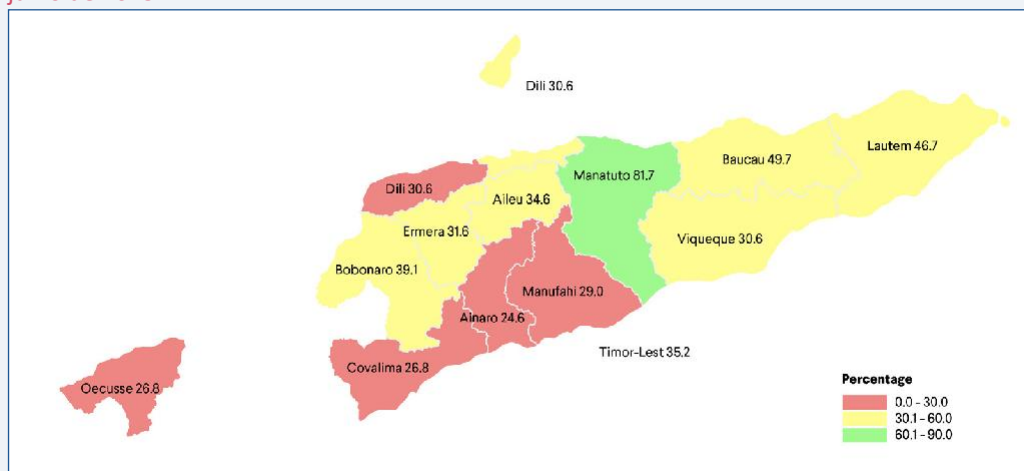 Dili 30.6
Lautem 46.7
Baucau 49.7
Manatuto 81.7
Dili 30.6
Aileu 34.6
Ermera 31.6
Viqueque 30.6
Bobonaro 39.1
Manufahi 29.0
Ainaro 24.6
Timor-Lest 35.2
Covalima 26.8
Oecusse 26.8
Percentage
0.0 - 30.0
30.1 - 60.0
60.1 - 90.0